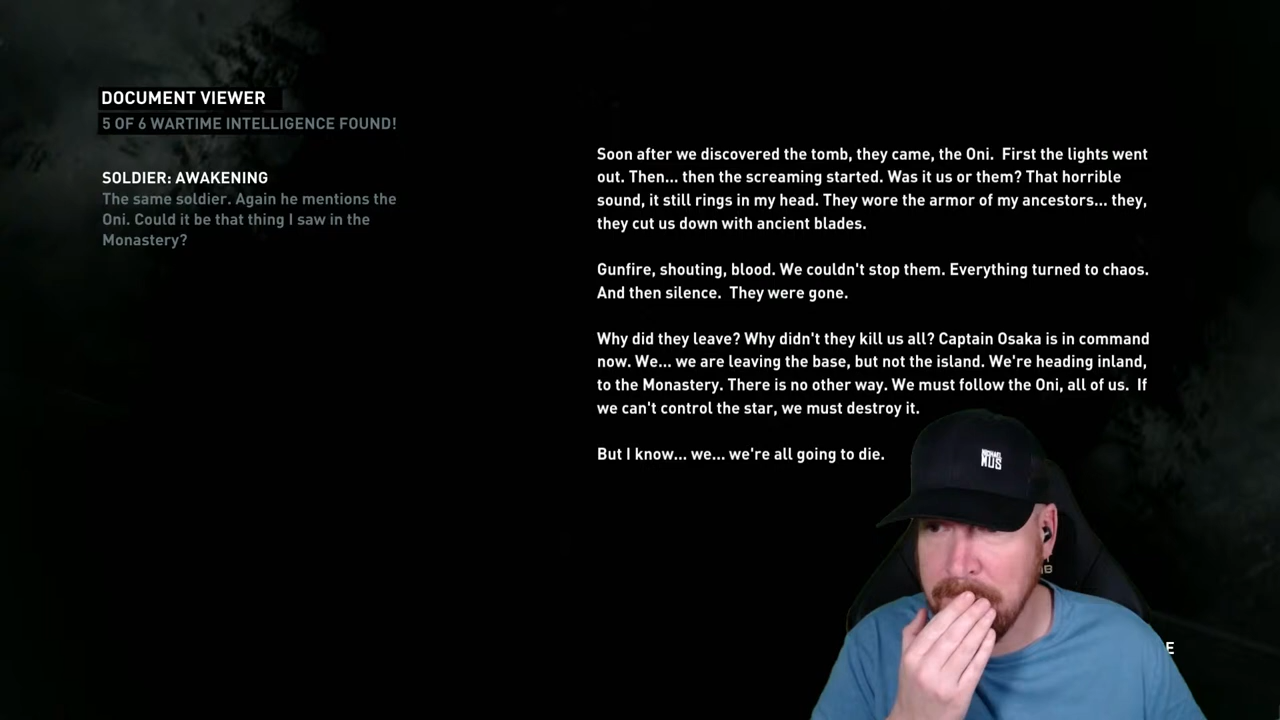 DOCUMENT VIEWER
5 OF 6 WARTIME INTELLIGENCE FOUND!
SOLDIER: AWAKENING
The same soldier. Again he mentions the
Oni. Could it be that thing I saw in the
Monastery?
Soon after we discovered the tomb, they came, the Oni.  First the lights went
out. Then... then the screaming started. Was it us or them? That horrible
sound, it still rings in my head. They wore the armor of my ancestors... they,
they cut us down with ancient blades.
Gunfire, shouting, blood. We couldn't stop them. Everything turned to chaos.
And then silence.  They were gone.
Why did they leave? Why didn't they kill us all? Captain Osaka is in command
now. We... we are leaving the base, but not the island. We're heading inland,
to the Monastery. There is no other way. We must follow the Oni, all of us.  If
we can't control the star, we must destroy it.
But I know... we... we're all going to die.
MUS
E